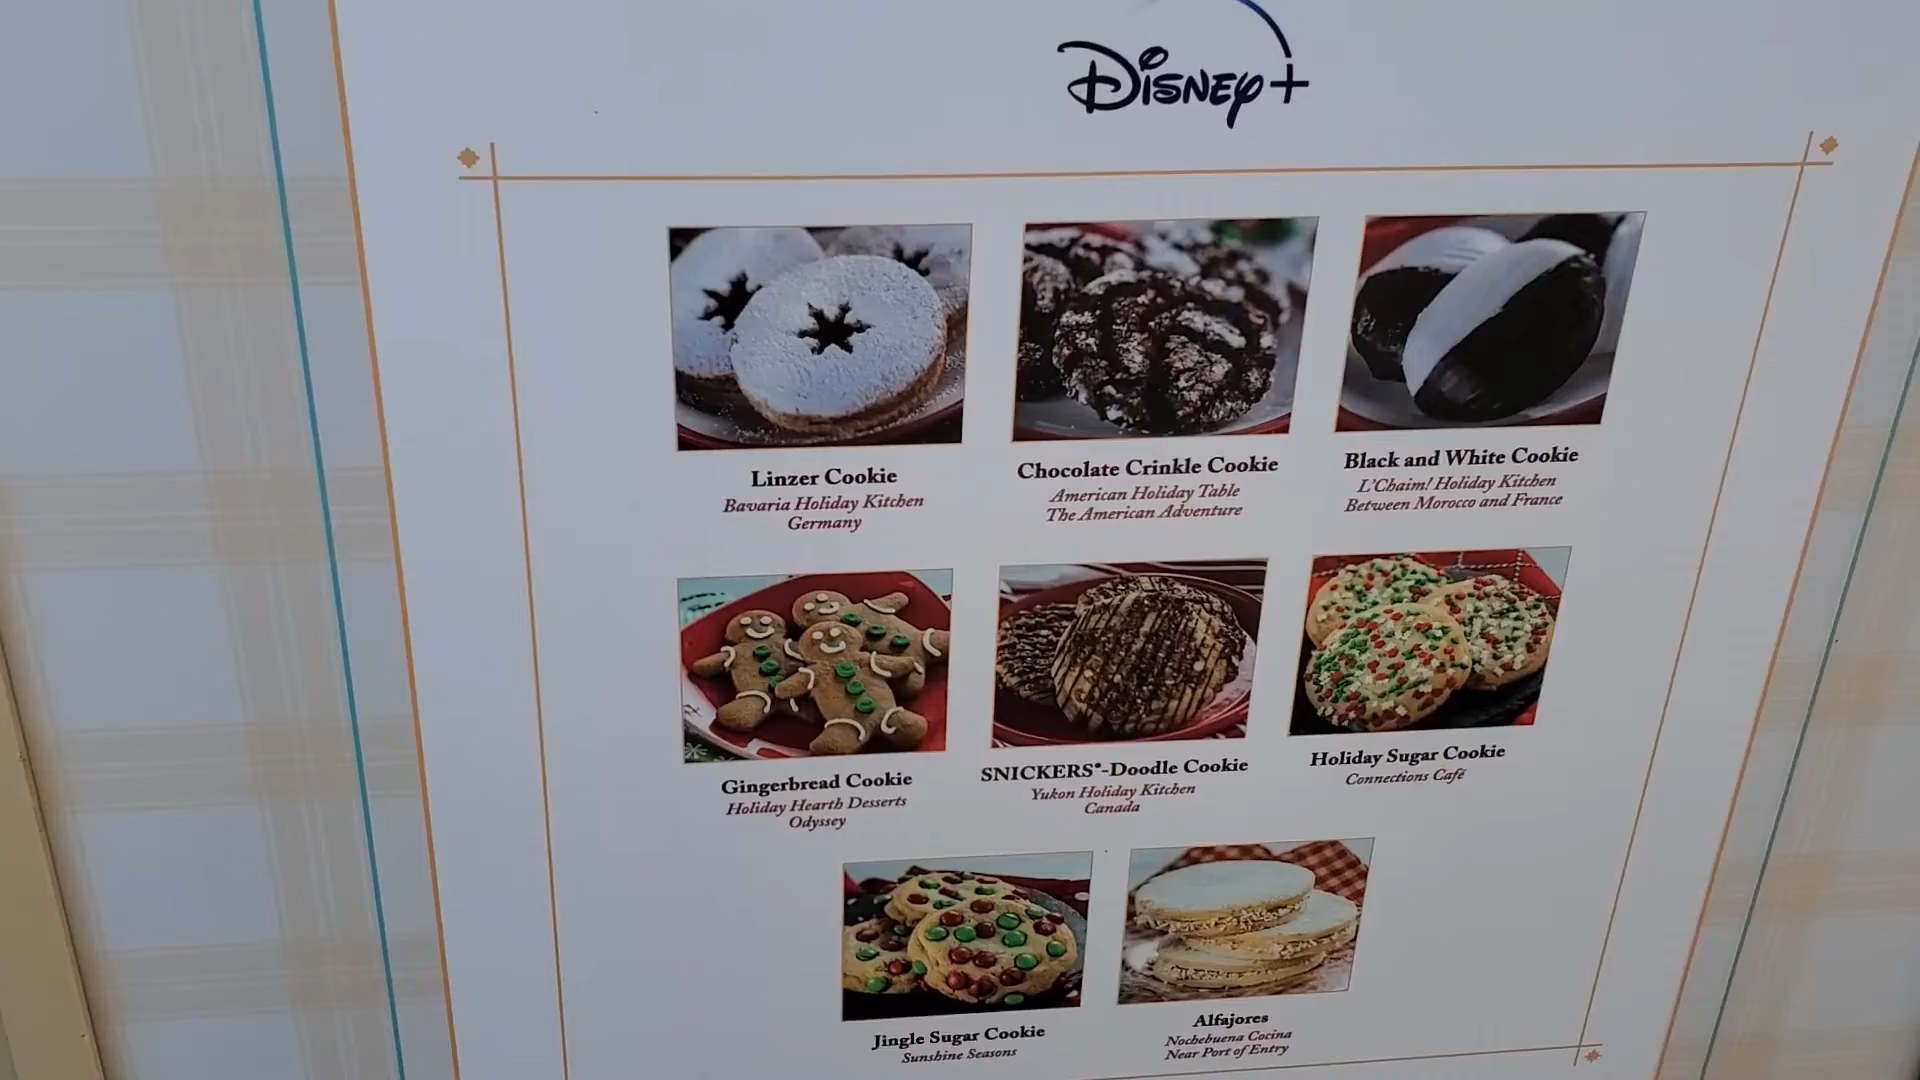 Disney+
Linzer Cookie
Bavaria Holiday Kitchen
Germany
Chocolate Crinkle Cookie
American Holiday Table
The American Adventure
Black and White Cookie
L'Chaim! Holiday Kitchen
Between Morocco and France
Gingerbread Cookie
Holiday Hearth Desserts
Odyssey
SNICKERS®-Doodle Cookie
Yukon Holiday Kitchen
Canada
Holiday Sugar Cookie
Connections Café
Jingle Sugar Cookie
Sunshine Seasons
Alfajores
Nochebuena Cocina
Near Port of Entry